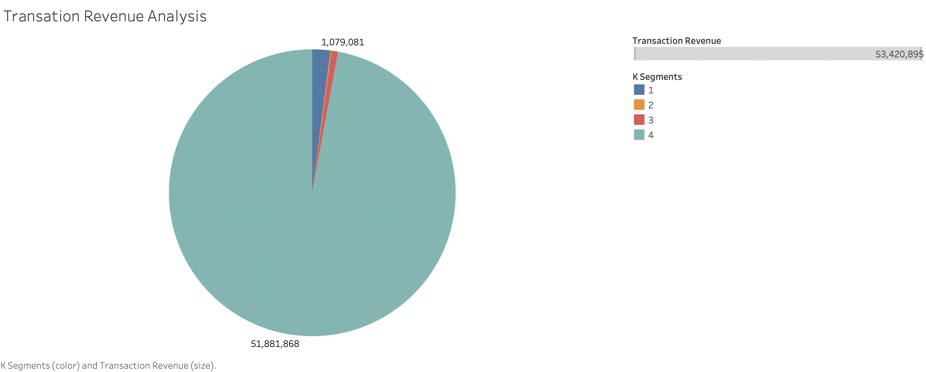 Transation Revenue Analysis
1,079,081
51,881,868
Transaction Revenue
53,420,895
K Segments
1
2
3
4
K Segments (color) and Transaction Revenue (size).